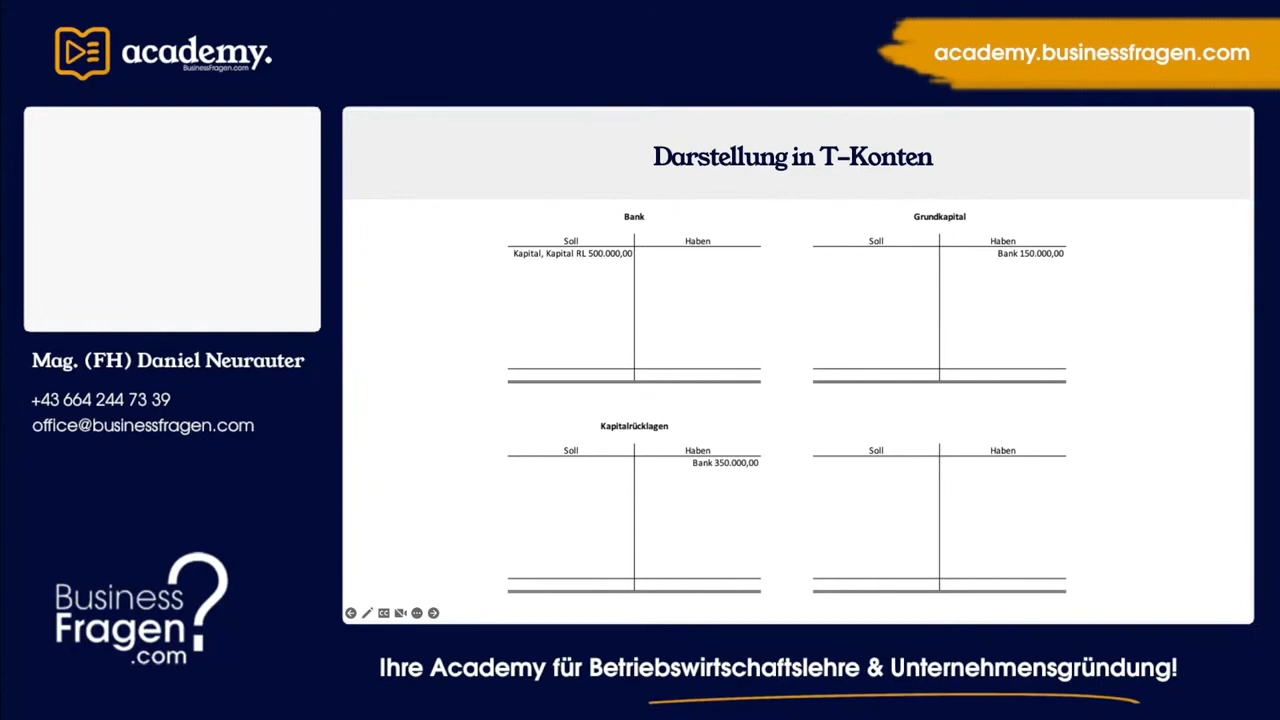 academy.
BusinessFragen.com
academy.businessfragen.com
Mag. (FH) Daniel Neurauter
+43 664 244 73 39
office@businessfragen.com
Business
Fragen
.com
?
Darstellung in T-Konten
Bank
Soll Haben
Kapital, Kapital RL 500.000,00
Grundkapital
Soll Haben
Bank 150.000,00
Kapitalrücklagen
Soll Haben
Bank 350.000,00
Soll Haben
CC
Ihre Academy für Betriebswirtschaftslehre & Unternehmensgründung!